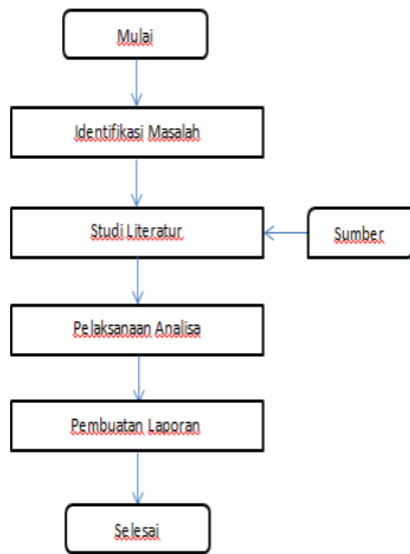 Mulai
Identifikasi Masalah
Studi Literatur
Sumber
Pelaksanaan Analisa
Pembuatan Laporan
Selesai